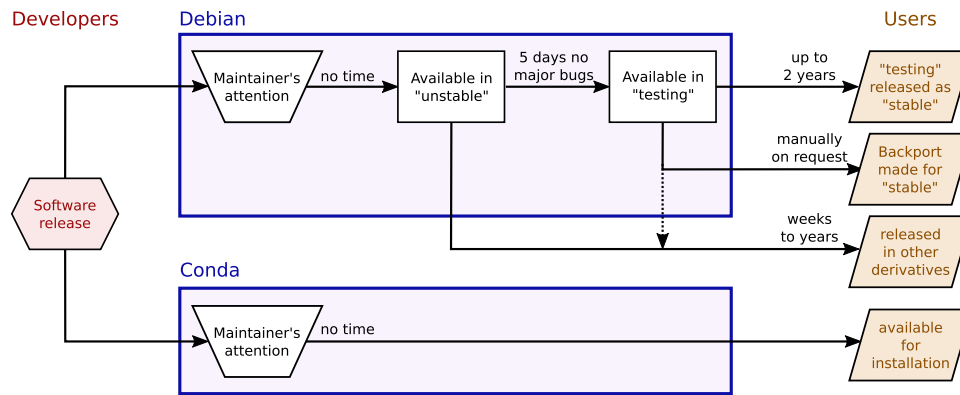 Developers
Debian
Users
Maintainer's
attention
no time
Available in
"unstable"
5 days no
major bugs
Available in
"testing"
up to
2 years
"testing"
released as
"stable"
manually
on request
Backport
made for
"stable"
Software
release
weeks
to years
released
in other
derivatives
Conda
Maintainer's
attention
no time
available
for
installation